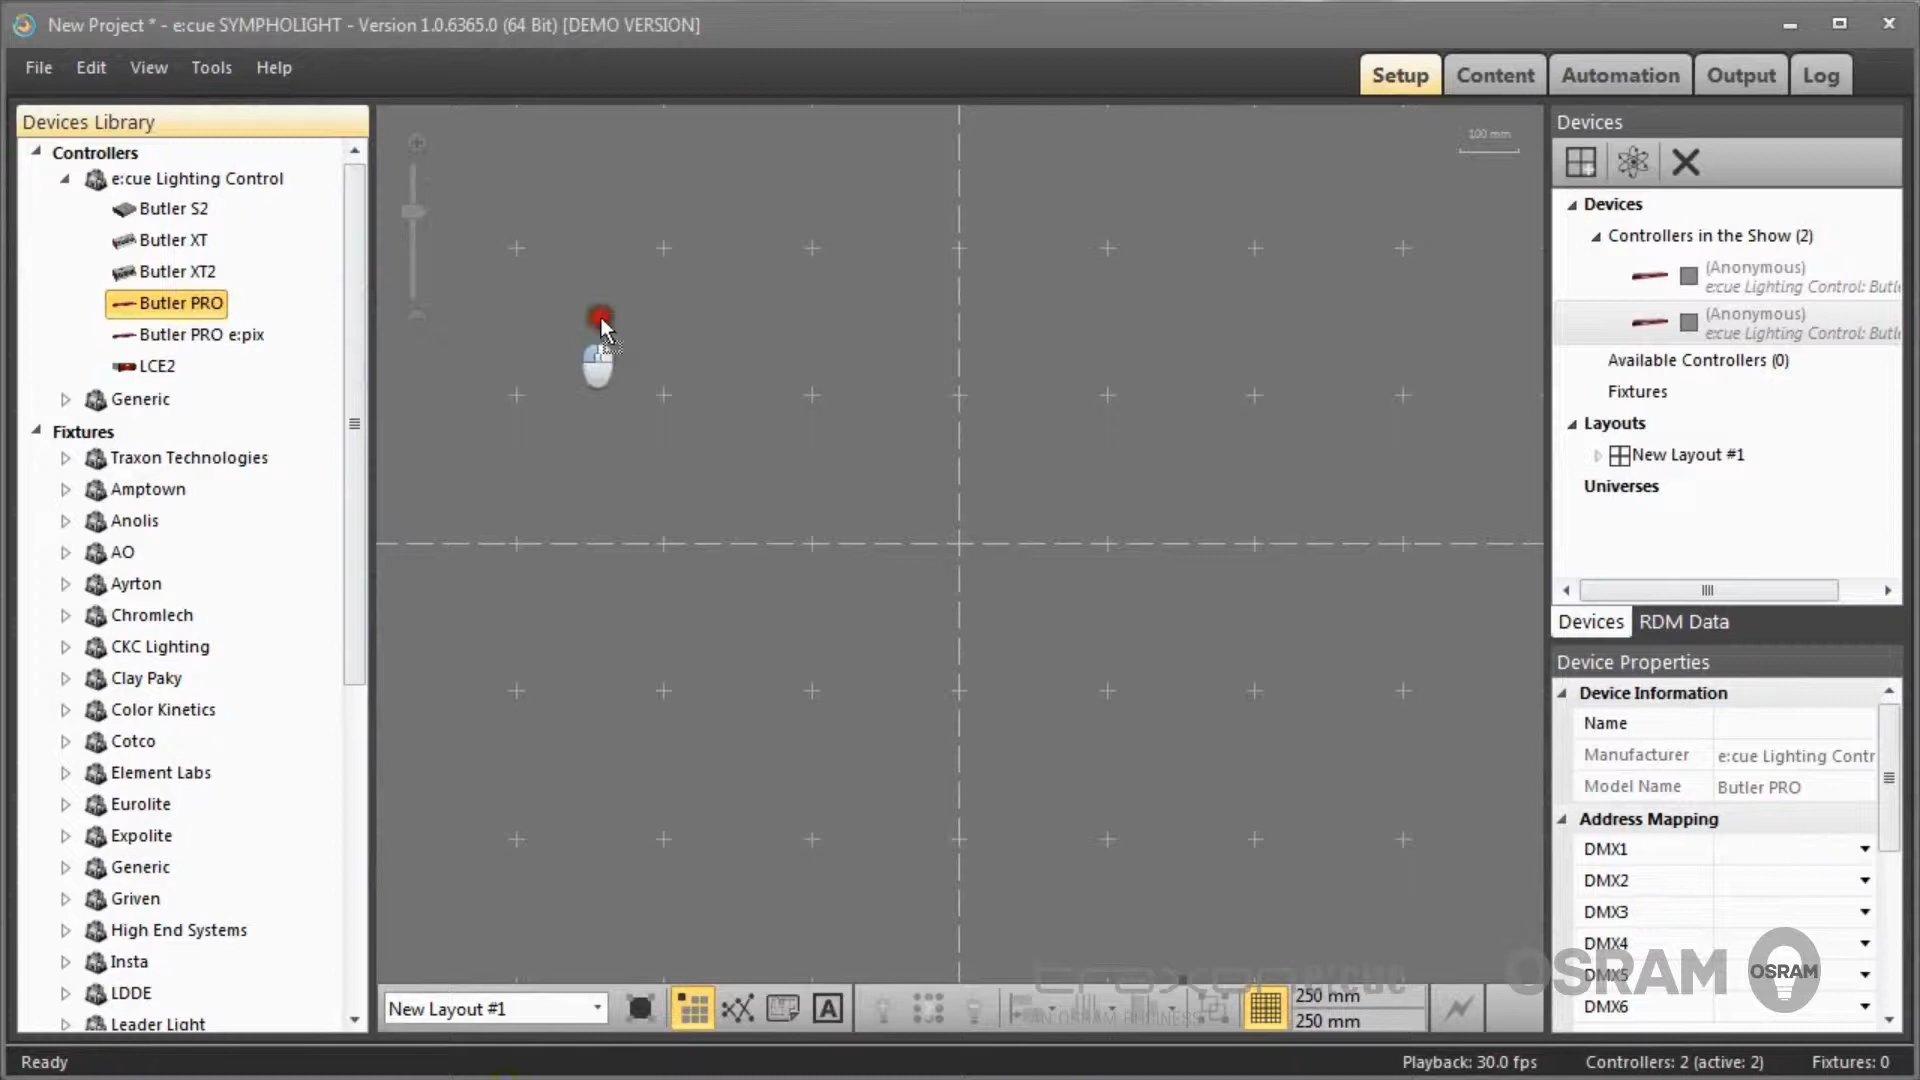 New Project * - e:cue SYMPHOLIGHT - Version 1.0.6365.0 (64 Bit) [DEMO VERSION]
File Edit View Tools Help
Setup Content Automation Output Log
Devices Library
Controllers
e:cue Lighting Control
Butler S2
Butler XT
Butler XT2
Butler PRO
Butler PRO e:pix
LCE2
Generic
Fixtures
Traxon Technologies
Amptown
Anolis
AO
Ayrton
Chromlech
CKC Lighting
Clay Paky
Color Kinetics
Cotco
Element Labs
Eurolite
Expolite
Generic
Griven
High End Systems
Insta
LDDE
Leader Light
100 mm
New Layout #1
A
250 mm
250 mm
traxon e:cue
AN OSRAM BUSINESS
Devices
Devices
Controllers in the Show (2)
(Anonymous)
e:cue Lighting Control: Butl
(Anonymous)
e:cue Lighting Control: Butl
Available Controllers (0)
Fixtures
Layouts
New Layout #1
Universes
Devices RDM Data
Device Properties
Device Information
Name
Manufacturer e:cue Lighting Contr
Model Name Butler PRO
Address Mapping
DMX1
DMX2
DMX3
DMX4
DMX5
DMX6
OSRAM OSRAM
Ready
Playback: 30.0 fps Controllers: 2 (active: 2) Fixtures: 0